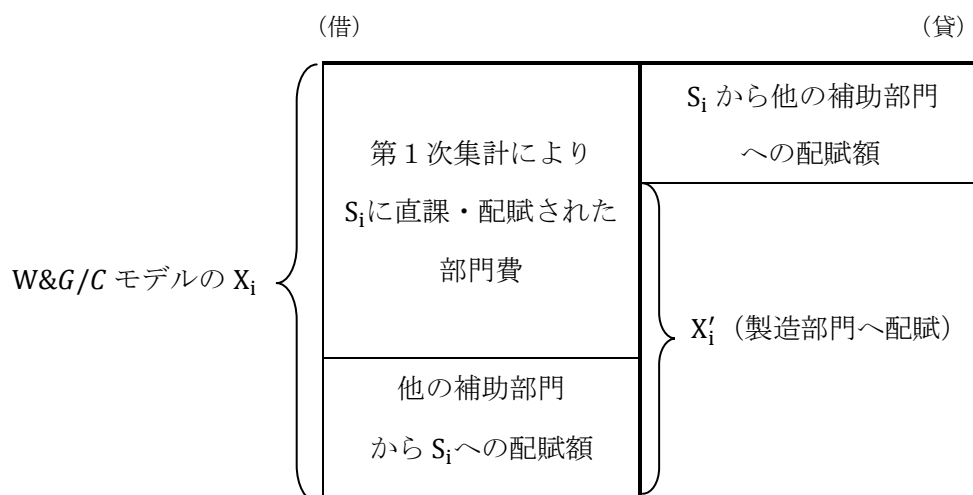 （借）
（貸）
第１次集計により
S_iに直課・配賦された
部門費
S_i から他の補助部門
への配賦額
W&G/C モデルの X_i
X′_i（製造部門へ配賦）
他の補助部門
から S_iへの配賦額